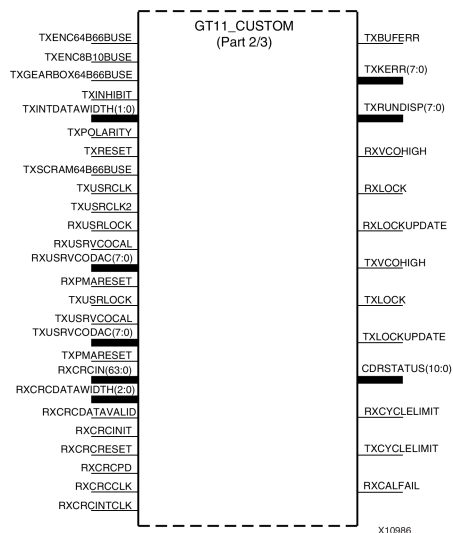 GT11_CUSTOM
(Part 2/3)
TXENC64B66BUSE
TXENC8B10BUSE
TXGEARBOX64B66BUSE
TXINHIBIT
TXINTDATAWIDTH(1:0)
TXPOLARITY
TXRESET
TXSCRAM64B66BUSE
TXUSRCLK
TXUSRCLK2
RXUSRLOCK
RXUSRVCOCAL
RXUSRVCODAC(7:0)
RXPMARESET
TXUSRLOCK
TXUSRVCOCAL
TXUSRVCODAC(7:0)
TXPMARESET
RXCRCIN(63:0)
RXCRCDATAWIDTH(2:0)
RXCRCDATAVALID
RXCRCINIT
RXCRCRESET
RXCRCPD
RXCRCCLK
RXCRCINTCLK
TXBUFERR
TXKERR(7:0)
TXRUNDISP(7:0)
RXVCOHIGH
RXLOCK
RXLOCKUPDATE
TXVCOHIGH
TXLOCK
TXLOCKUPDATE
CDRSTATUS(10:0)
RXCYCLELIMIT
TXCYCLELIMIT
RXCALFAIL
X10986